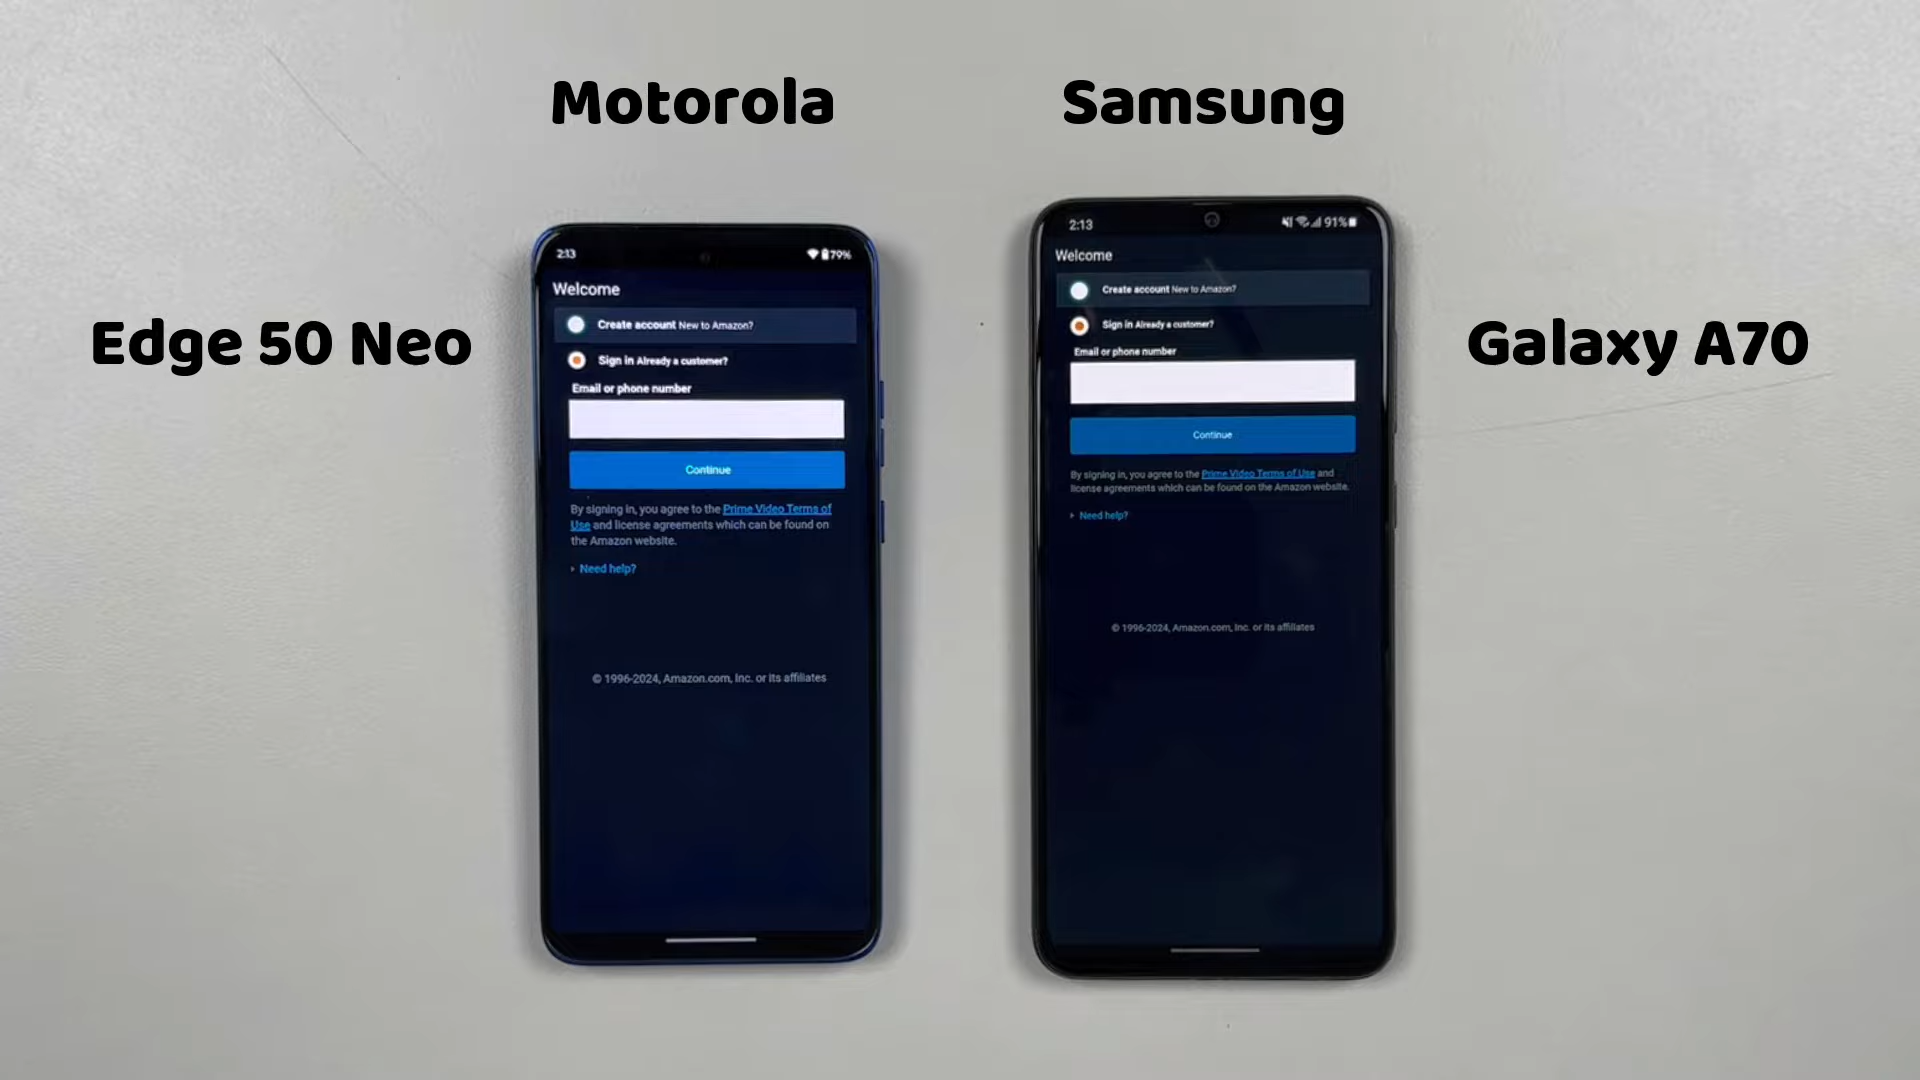 Motorola
Samsung
Edge 50 Neo
Galaxy A70
2:13
79%
Welcome
Create account New to Amazon?
Sign in Already a customer?
Email or phone number
Continue
By signing in, you agree to the Prime Video Terms of
Use and license agreements which can be found on
the Amazon website.
Need help?
© 1996-2024, Amazon.com, Inc. or its affiliates
2:13
91%
Welcome
Create account New to Amazon?
Sign in Already a customer?
Email or phone number
Continue
By signing in, you agree to the Prime Video Terms of Use and
license agreements which can be found on the Amazon website.
Need help?
© 1996-2024, Amazon.com, Inc. or its affiliates